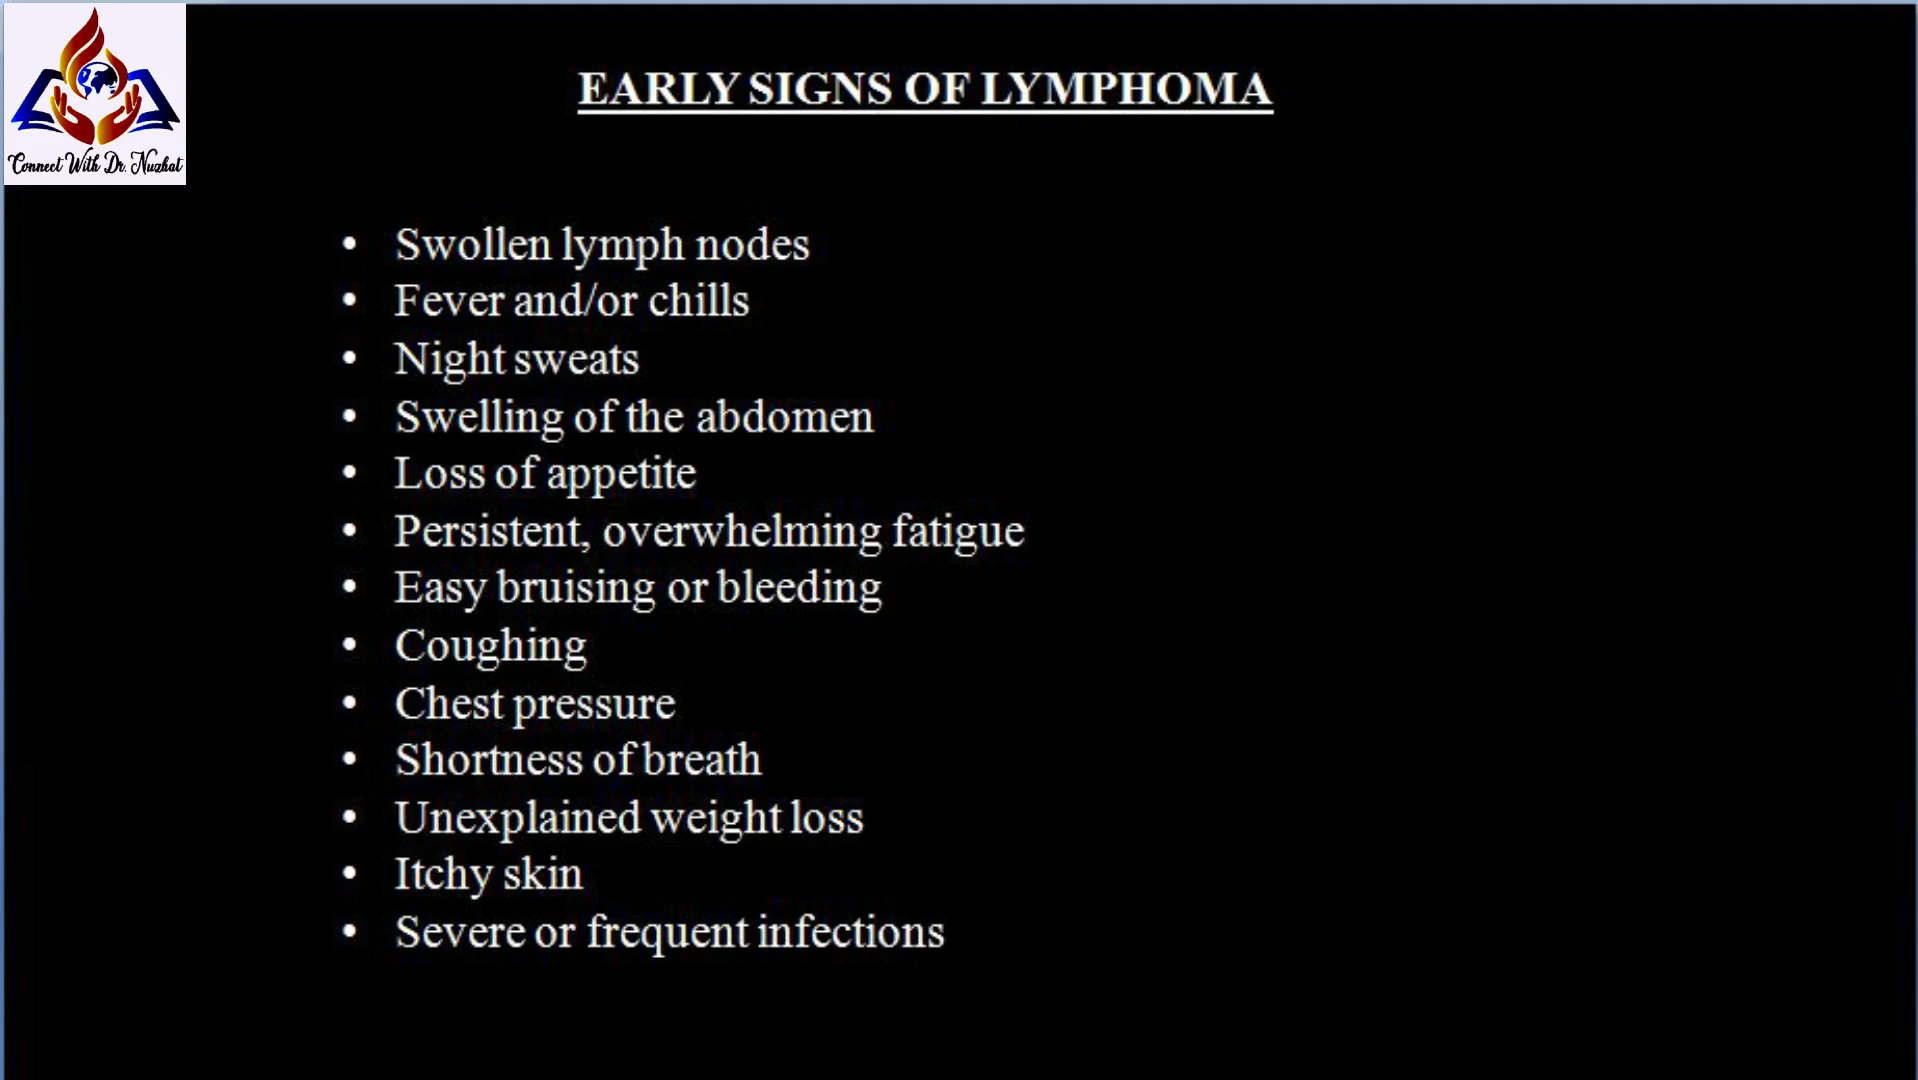 Connect With Dr. Nuzhat
EARLY SIGNS OF LYMPHOMA
• Swollen lymph nodes
• Fever and/or chills
• Night sweats
• Swelling of the abdomen
• Loss of appetite
• Persistent, overwhelming fatigue
• Easy bruising or bleeding
• Coughing
• Chest pressure
• Shortness of breath
• Unexplained weight loss
• Itchy skin
• Severe or frequent infections